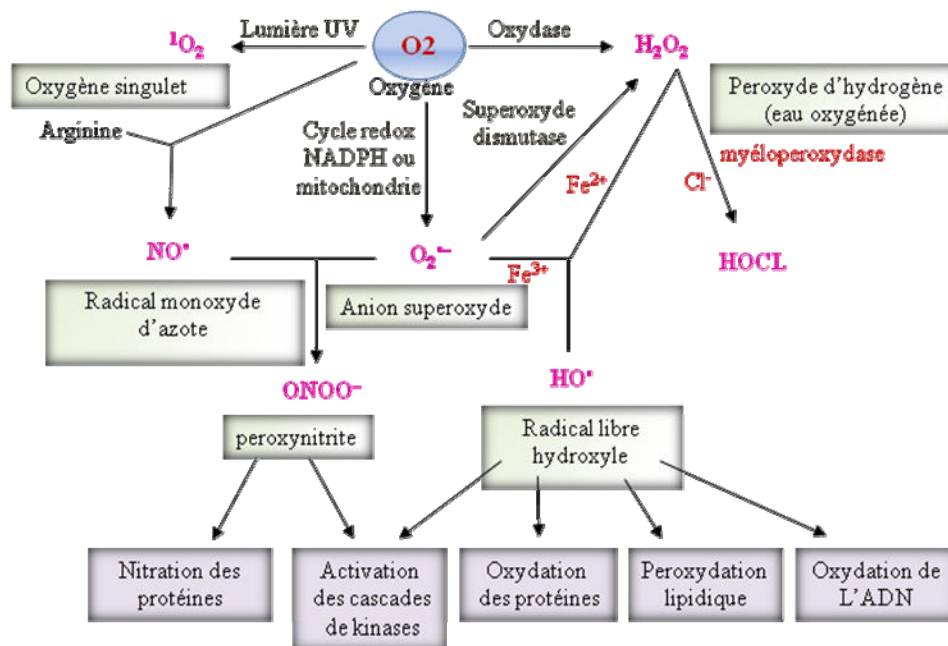 Lumière UV
O2
Oxydase
¹O₂
H₂O₂
Oxygène singulet
Oxygène
Peroxyde d'hydrogène
(eau oxygénée)
Arginine
Superoxyde
dismutase
Cycle redox
NADPH ou
mitochondrie
myéloperoxydase
Fe²⁺
Cl⁻
NO•
O₂•–
Fe³⁺
HOCL
Radical monoxyde
d'azote
Anion superoxyde
ONOO⁻
HO•
peroxynitrite
Radical libre
hydroxyle
Nitration des
protéines
Activation
des cascades
de kinases
Oxydation
des protéines
Peroxydation
lipidique
Oxydation de
L'ADN